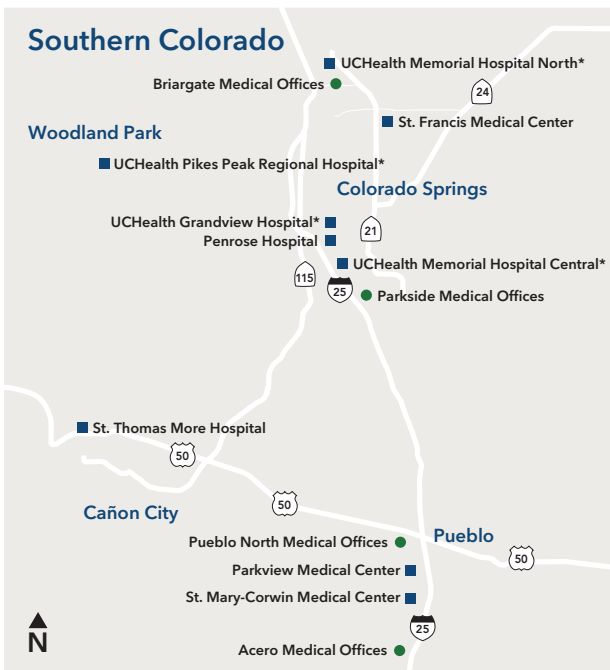 Southern Colorado
UCHealth Memorial Hospital North*
Briargate Medical Offices
24
St. Francis Medical Center
Woodland Park
UCHealth Pikes Peak Regional Hospital*
Colorado Springs
UCHealth Grandview Hospital*
21
Penrose Hospital
UCHealth Memorial Hospital Central*
115
25
Parkside Medical Offices
St. Thomas More Hospital
50
50
Cañon City
Pueblo
Pueblo North Medical Offices
50
Parkview Medical Center
St. Mary-Corwin Medical Center
25
N
Acero Medical Offices